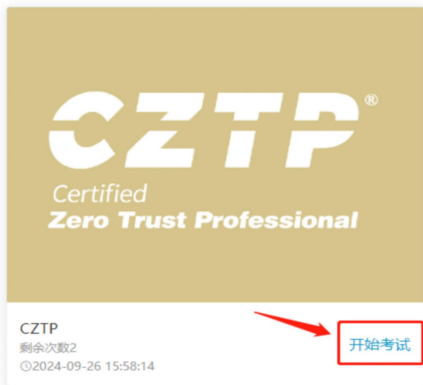 CZTP®
Certified
Zero Trust Professional
CZTP
剩余次数2
开始考试
2024-09-26 15:58:14